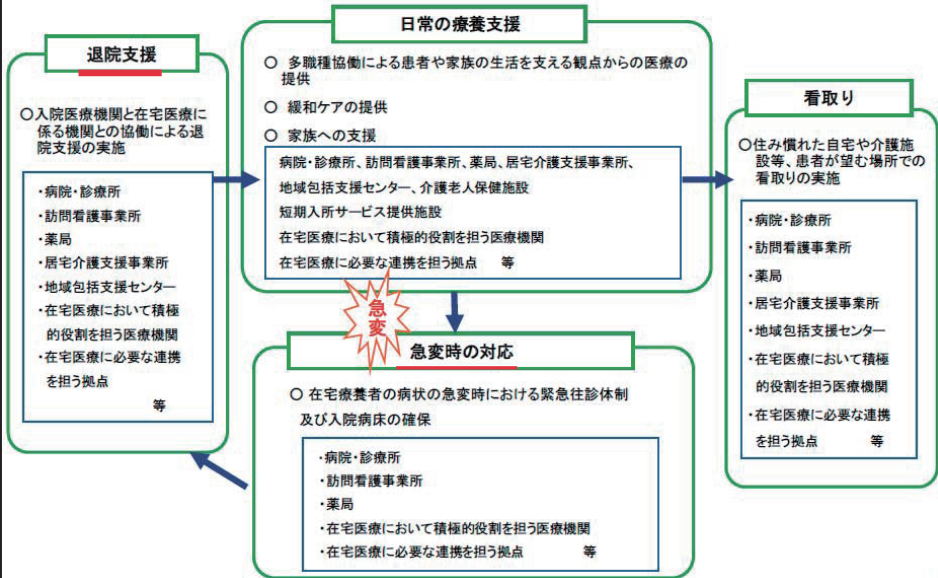 退院支援
○入院医療機関と在宅医療に
係る機関との協働による退
院支援の実施
・病院・診療所
・訪問看護事業所
・薬局
・居宅介護支援事業所
・地域包括支援センター
・在宅医療において積極
的役割を担う医療機関
・在宅医療に必要な連携
を担う拠点
等
日常の療養支援
○ 多職種協働による患者や家族の生活を支える観点からの医療の
提供
○ 緩和ケアの提供
○ 家族への支援
病院・診療所、訪問看護事業所、薬局、居宅介護支援事業所、
地域包括支援センター、介護老人保健施設
短期入所サービス提供施設
在宅医療において積極的役割を担う医療機関
在宅医療に必要な連携を担う拠点 等
急
変
急変時の対応
○ 在宅療養者の病状の急変時における緊急往診体制
及び入院病床の確保
・病院・診療所
・訪問看護事業所
・薬局
・在宅医療において積極的役割を担う医療機関
・在宅医療に必要な連携を担う拠点 等
看取り
○住み慣れた自宅や介護施
設等、患者が望む場所での
看取りの実施
・病院・診療所
・訪問看護事業所
・薬局
・居宅介護支援事業所
・地域包括支援センター
・在宅医療において積極
的役割を担う医療機関
・在宅医療に必要な連携
を担う拠点 等